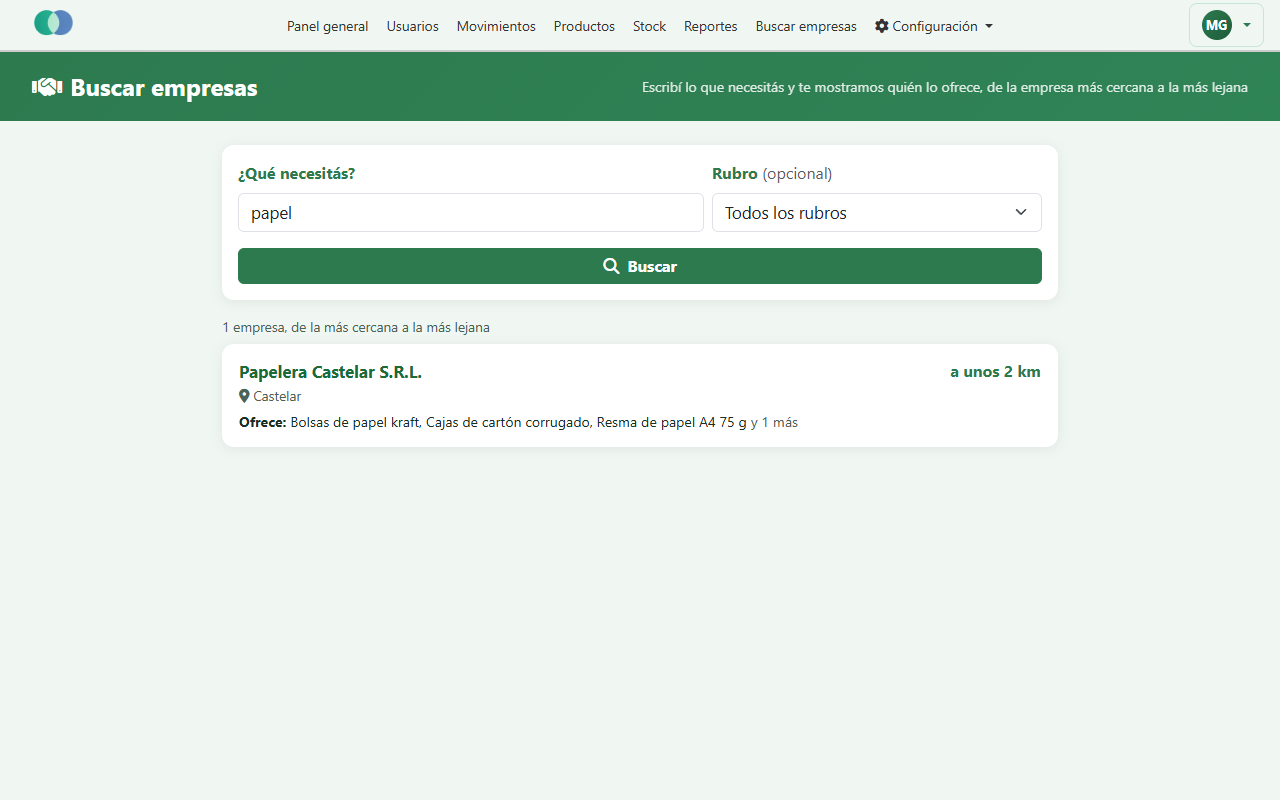 Panel general Usuarios Movimientos Productos Stock Reportes Buscar empresas Configuración MG
Buscar empresas
Escribí lo que necesitás y te mostramos quién lo ofrece, de la empresa más cercana a la más lejana
¿Qué necesitás?
papel
Rubro (opcional)
Todos los rubros
Buscar
1 empresa, de la más cercana a la más lejana
Papelera Castelar S.R.L.
a unos 2 km
Castelar
Ofrece: Bolsas de papel kraft, Cajas de cartón corrugado, Resma de papel A4 75 g y 1 más